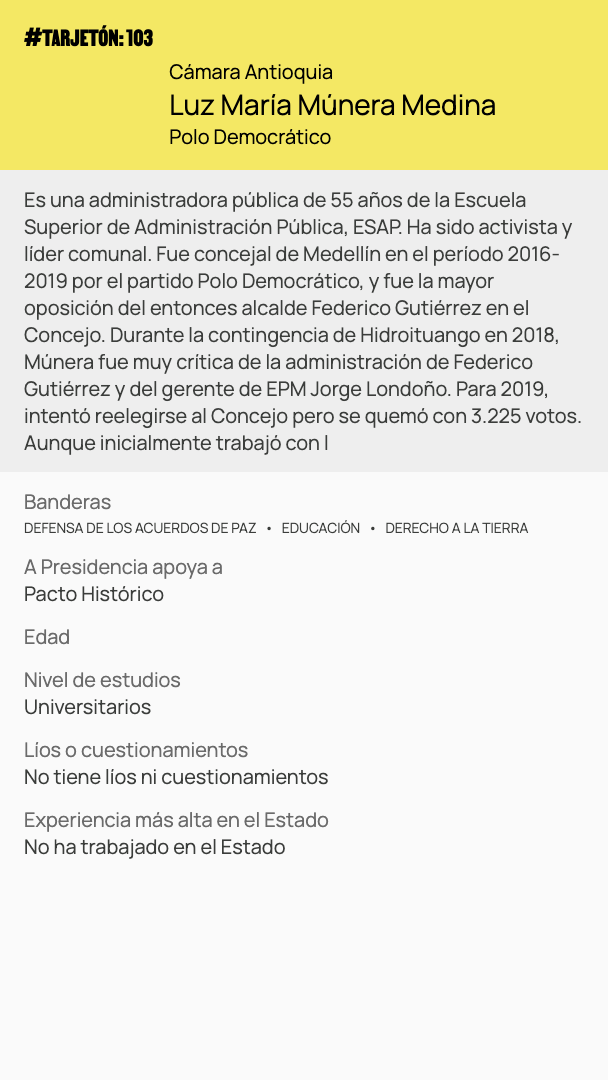 #TARJETÓN: 103
Cámara Antioquia
Luz María Múnera Medina
Polo Democrático
Es una administradora pública de 55 años de la Escuela
Superior de Administración Pública, ESAP. Ha sido activista y
líder comunal. Fue concejal de Medellín en el período 2016-
2019 por el partido Polo Democrático, y fue la mayor
oposición del entonces alcalde Federico Gutiérrez en el
Concejo. Durante la contingencia de Hidroituango en 2018,
Múnera fue muy crítica de la administración de Federico
Gutiérrez y del gerente de EPM Jorge Londoño. Para 2019,
intentó reelegirse al Concejo pero se quemó con 3.225 votos.
Aunque inicialmente trabajó con l
Banderas
DEFENSA DE LOS ACUERDOS DE PAZ • EDUCACIÓN • DERECHO A LA TIERRA
A Presidencia apoya a
Pacto Histórico
Edad
Nivel de estudios
Universitarios
Líos o cuestionamientos
No tiene líos ni cuestionamientos
Experiencia más alta en el Estado
No ha trabajado en el Estado